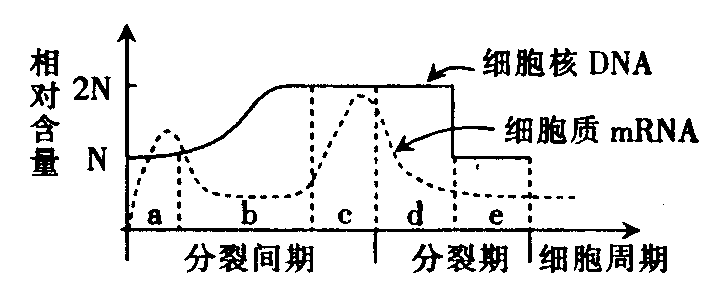 相对含量
2N
N
细胞核 DNA
细胞质 mRNA
a b c d e
分裂间期 分裂期 细胞周期